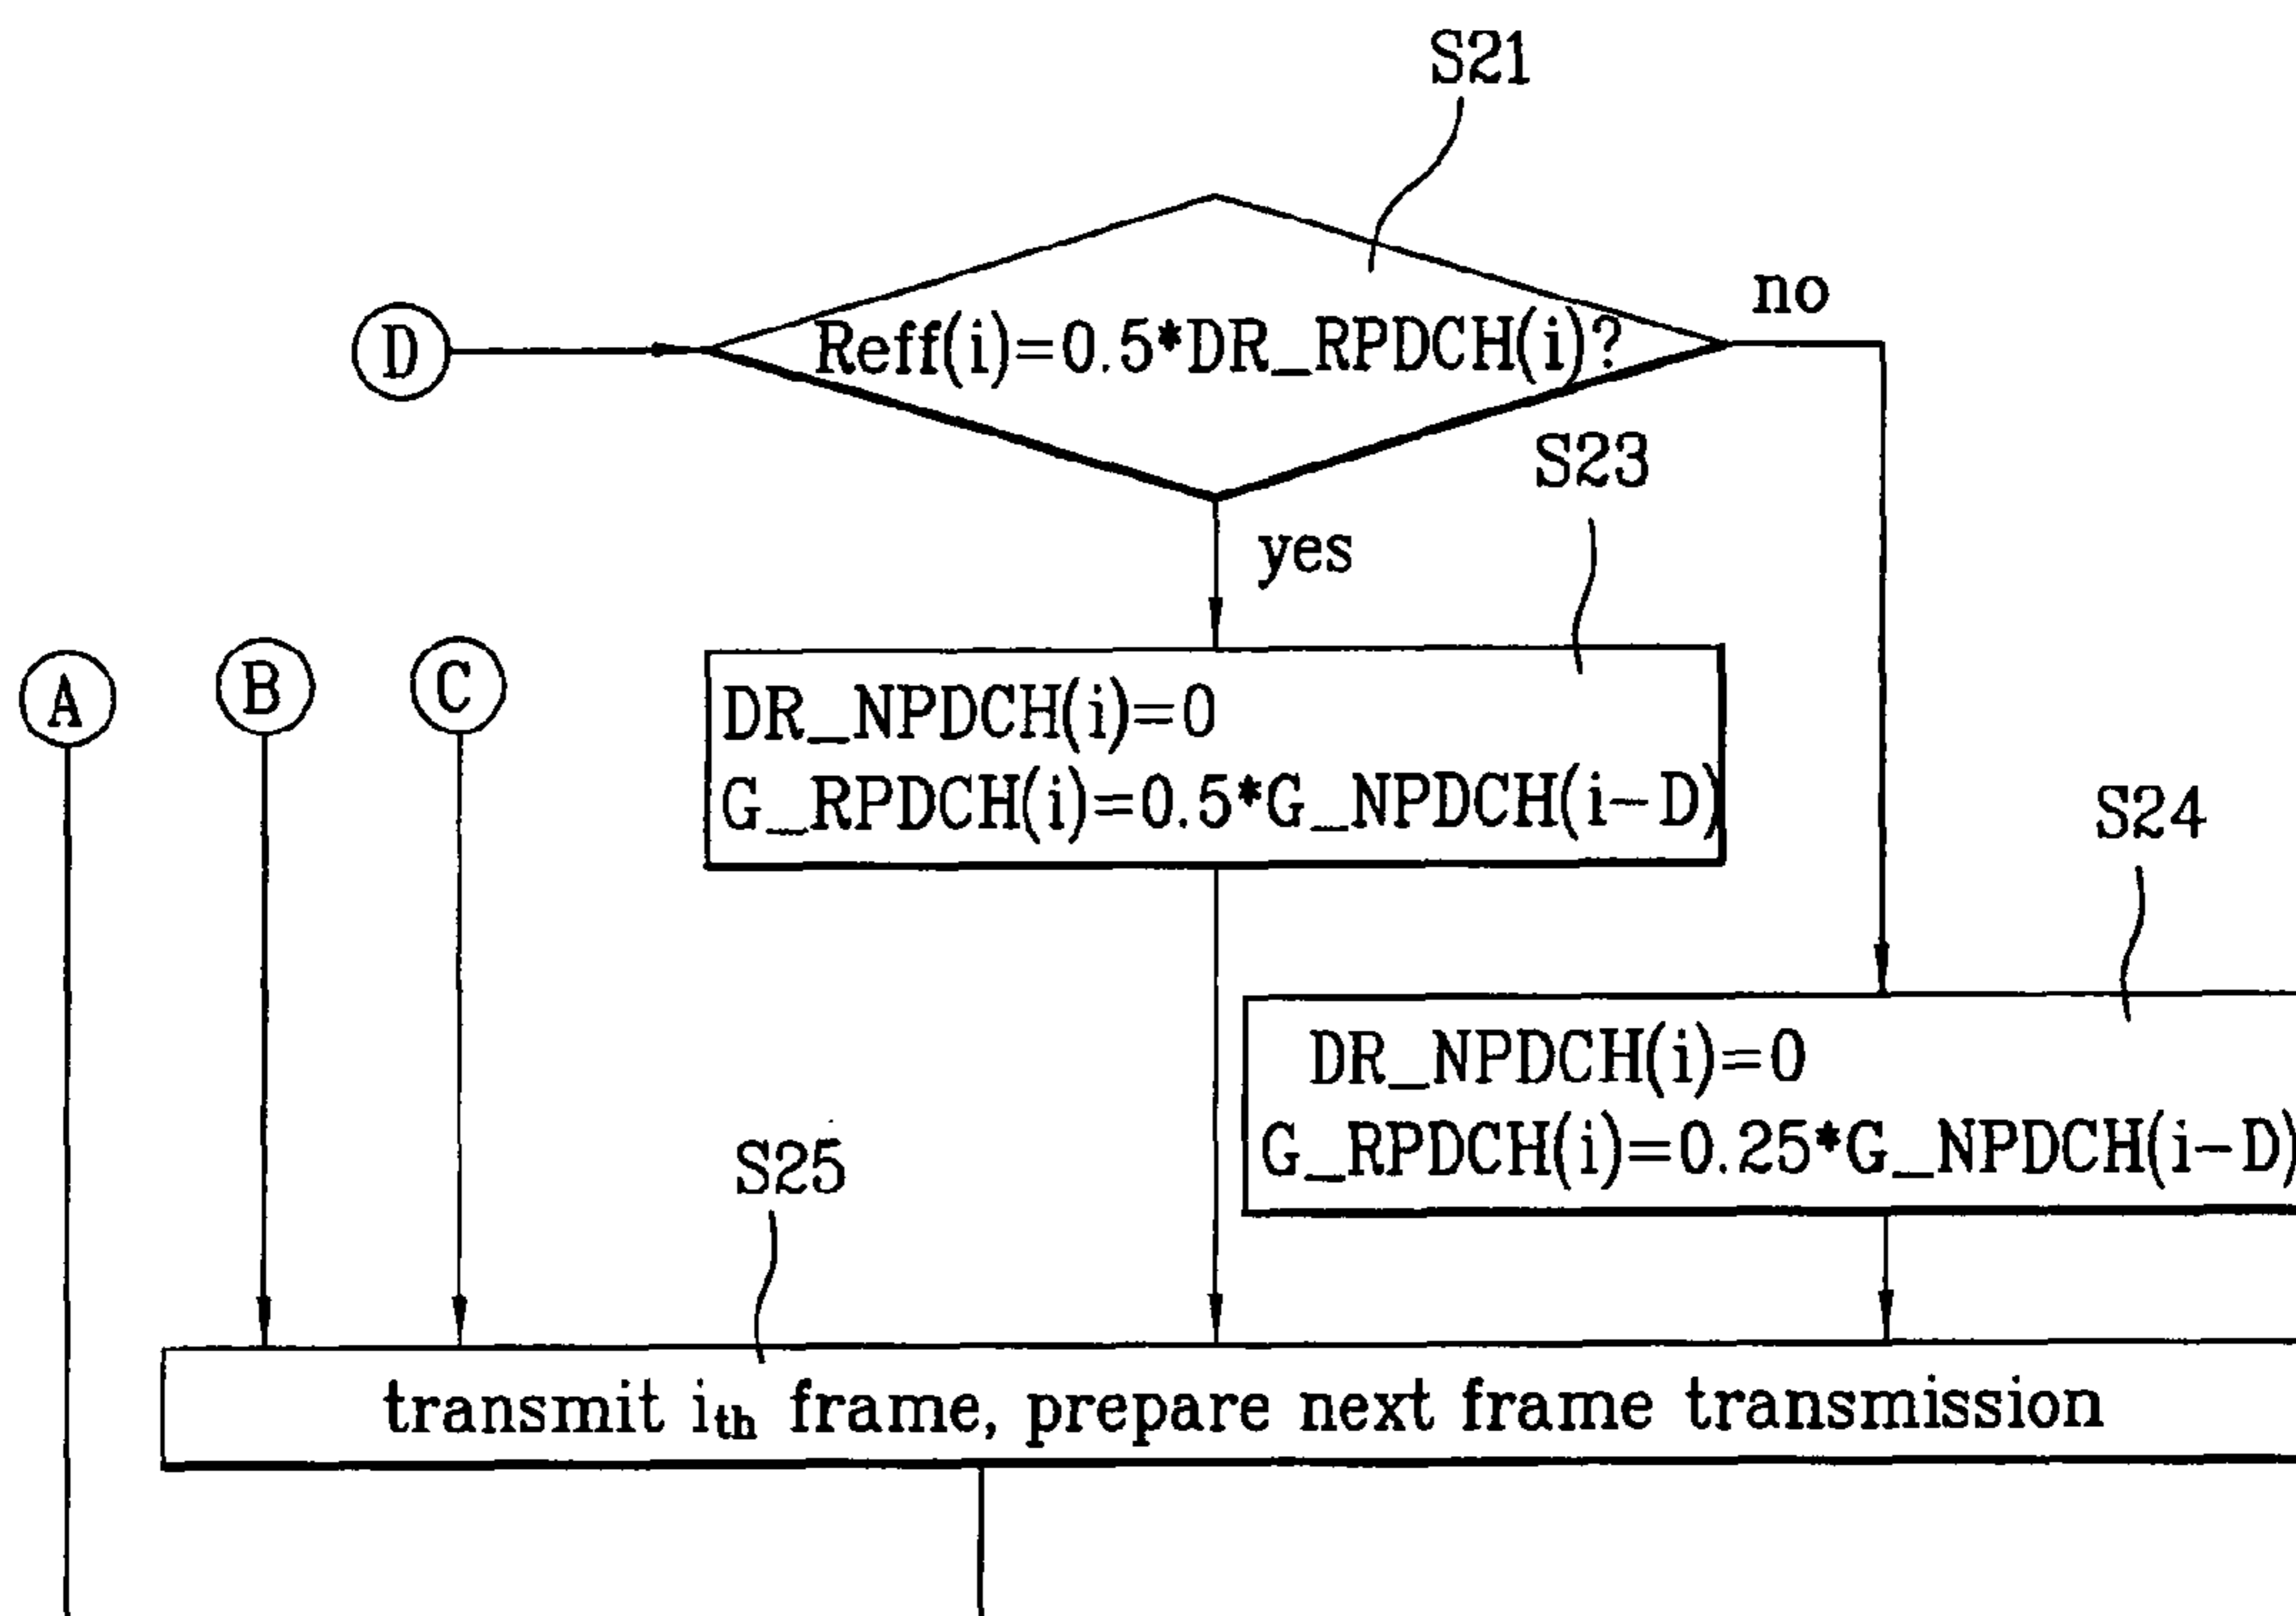 S21
no
D
Reff(i)=0.5*DR_RPDCH(i)?
S23
yes
A
B
C
DR_NPDCH(i)=0
G_RPDCH(i)=0.5*G_NPDCH(i-D)
S24
DR_NPDCH(i)=0
G_RPDCH(i)=0.25*G_NPDCH(i-D)
S25
transmit ith frame, prepare next frame transmission